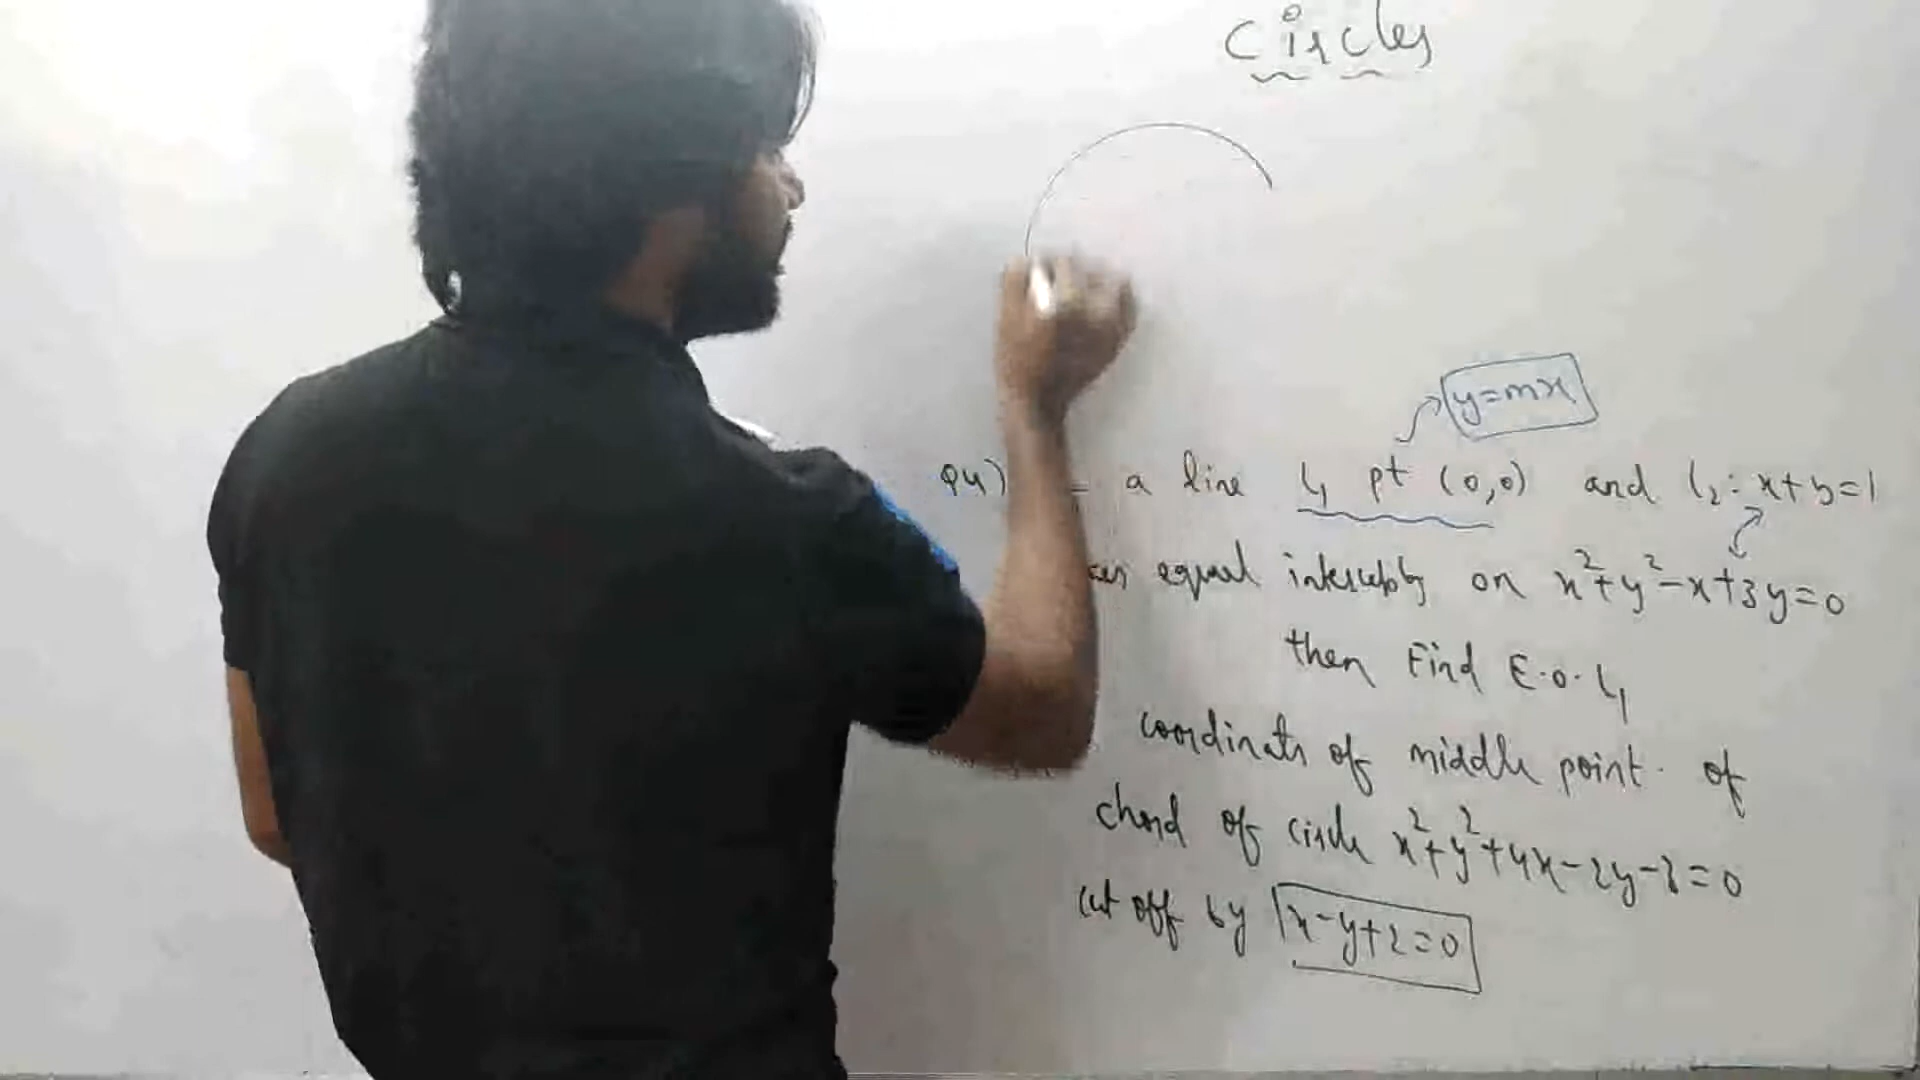 Circles
y=mx
Q4) a line L₁ pt (0,0) and L₂: x+y=1
equal intercepts on x²+y²-x+3y=0
then Find E.O.L₁
coordinats of middle point. of
chord of circle x²+y²+4x-2y-8=0
cut off by x-y+2=0